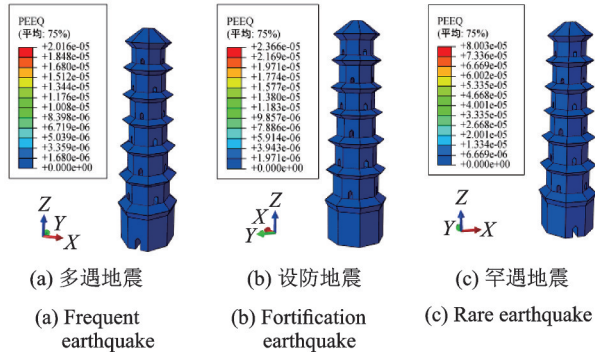 PEEQ
(平均: 75%)
+2.016e-05
+1.848e-05
+1.680e-05
+1.512e-05
+1.344e-05
+1.176e-05
+1.008e-05
+8.398e-06
+6.719e-06
+5.039e-06
+3.359e-06
+1.680e-06
+0.000e+00
Z
Y
X
(a) 多遇地震
(a) Frequent
earthquake
PEEQ
(平均: 75%)
+2.366e-05
+2.169e-05
+1.971e-05
+1.774e-05
+1.577e-05
+1.380e-05
+1.183e-05
+9.857e-06
+7.886e-06
+5.914e-06
+3.943e-06
+1.971e-06
+0.000e+00
Z
X
Y
(b) 设防地震
(b) Fortification
earthquake
PEEQ
(平均: 75%)
+8.003e-05
+7.336e-05
+6.669e-05
+6.002e-05
+5.335e-05
+4.668e-05
+4.001e-05
+3.335e-05
+2.668e-05
+2.001e-05
+1.334e-05
+6.669e-06
+0.000e+00
Z
Y
X
(c) 罕遇地震
(c) Rare earthquake